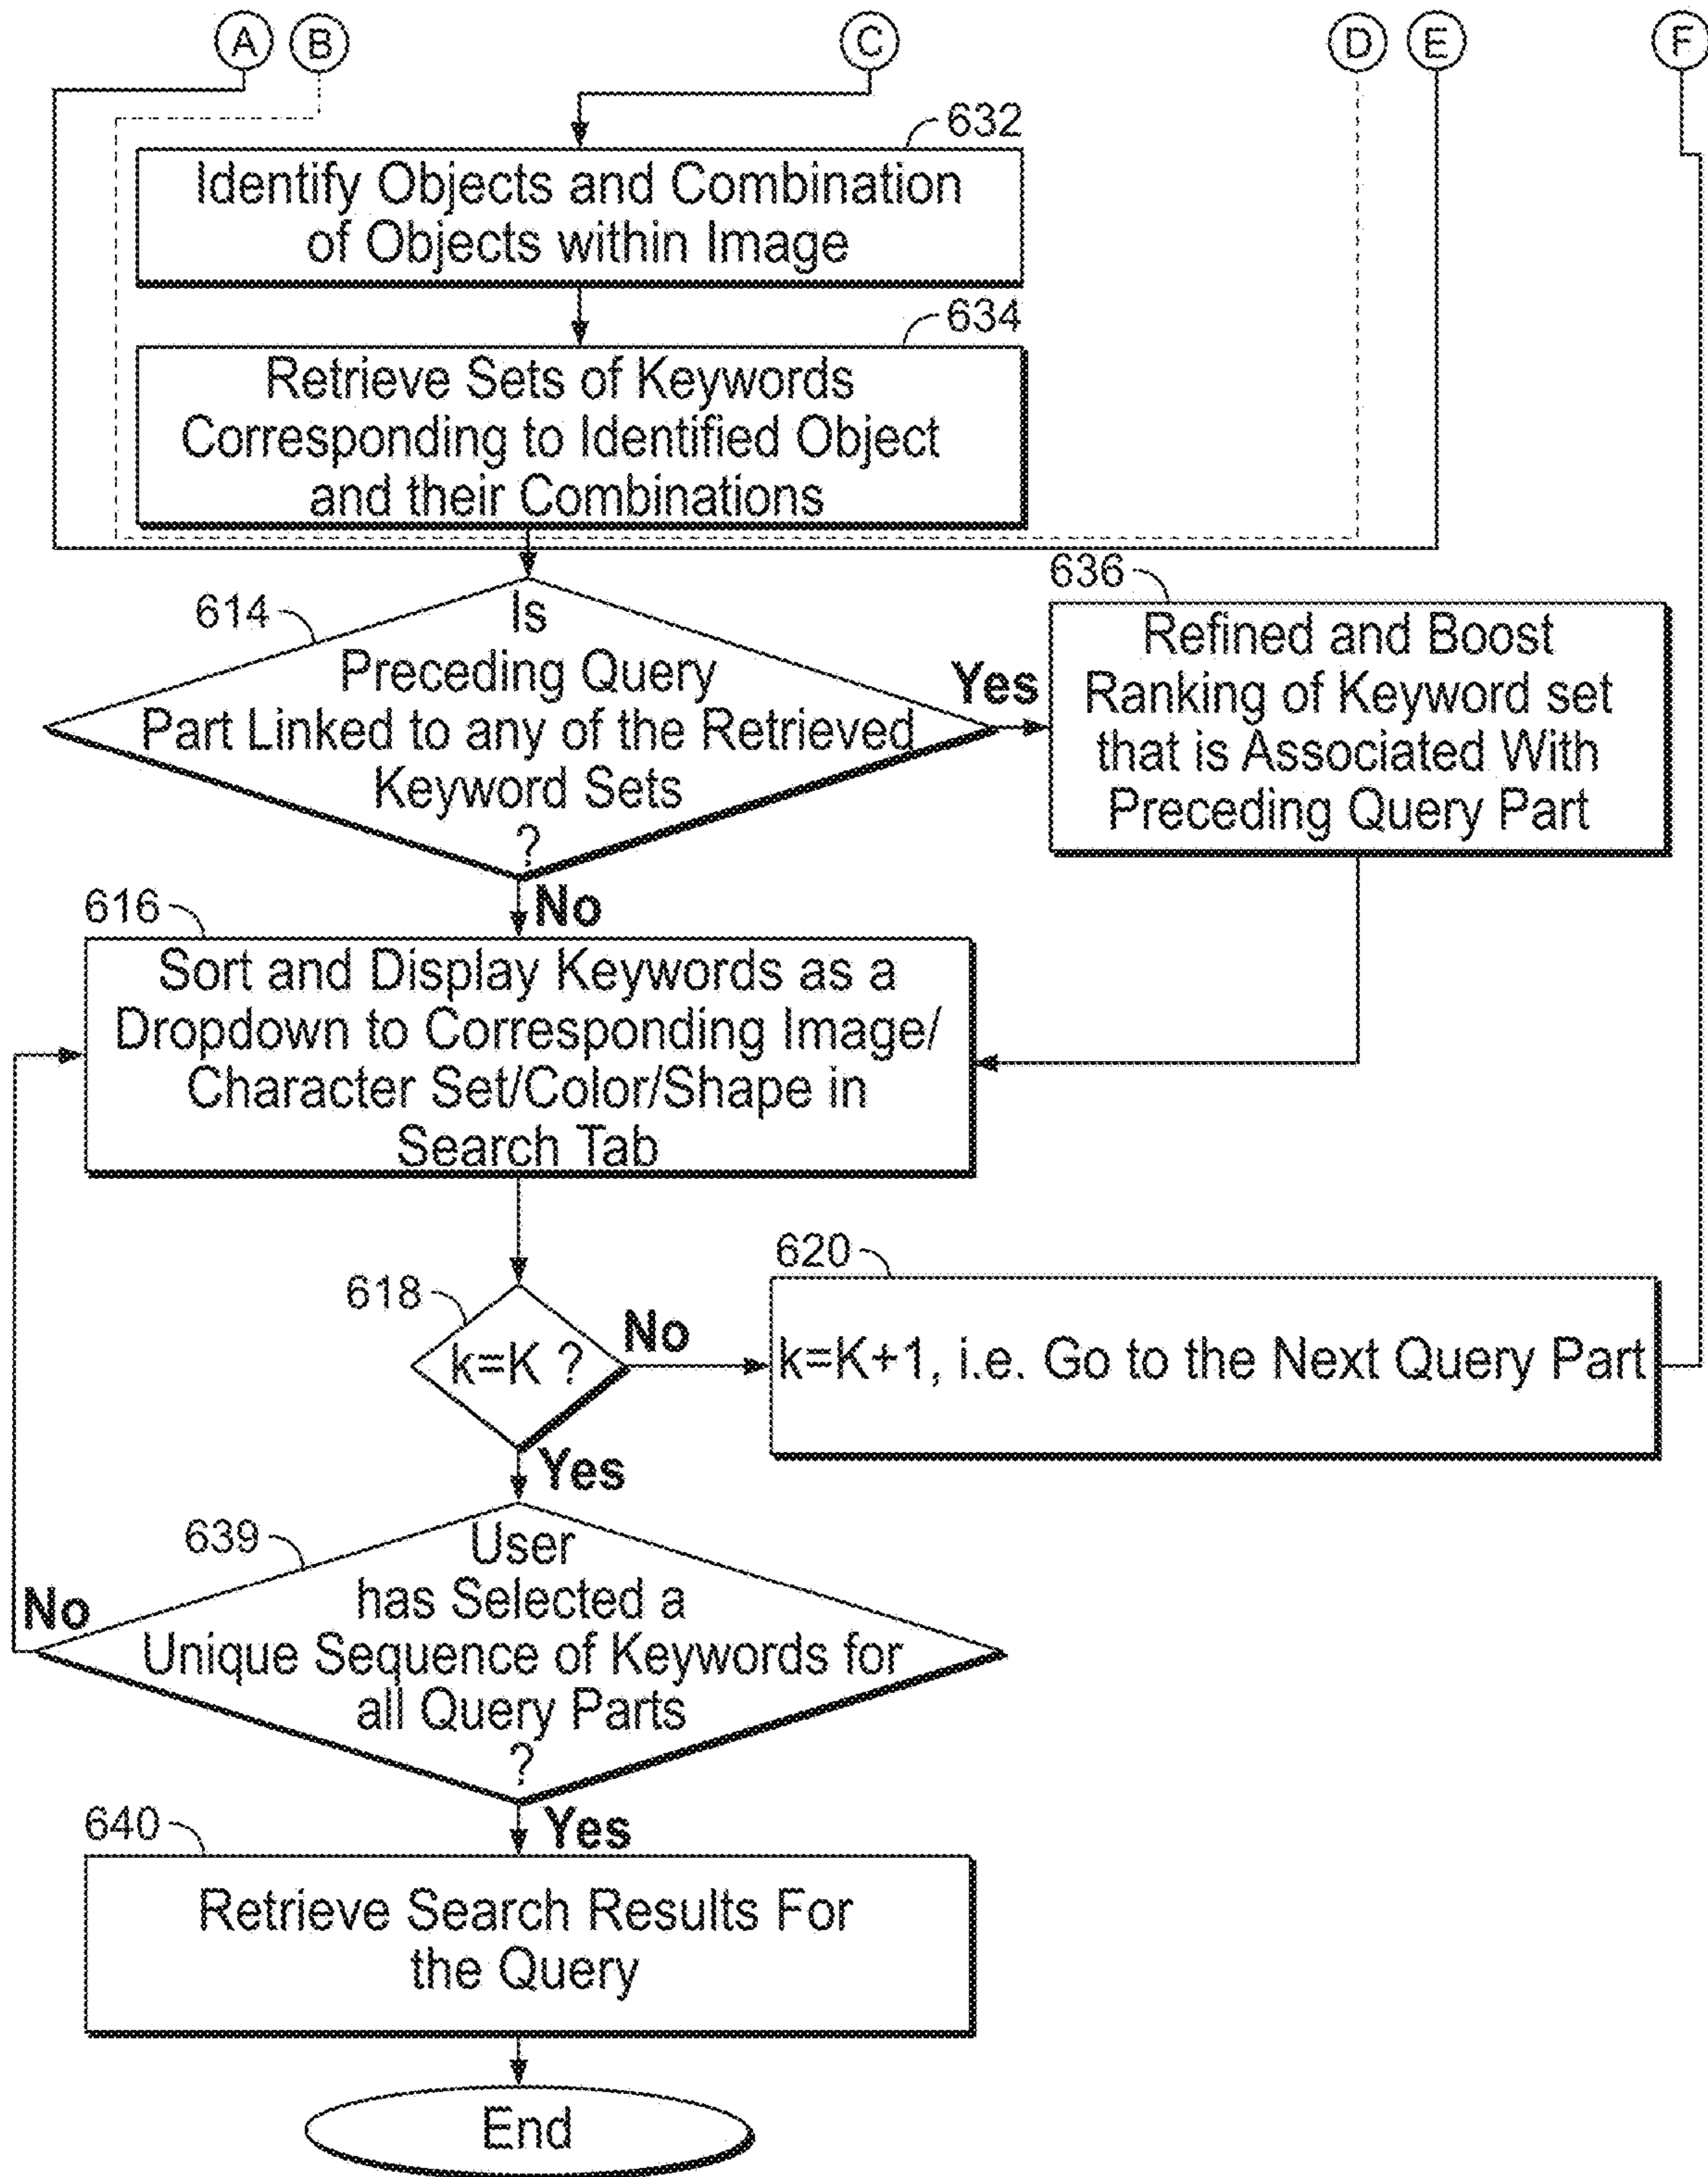 A B C D E F
632
Identify Objects and Combination
of Objects within Image
634
Retrieve Sets of Keywords
Corresponding to Identified Object
and their Combinations
614
Is
Preceding Query
Part Linked to any of the Retrieved
Keyword Sets
?
Yes
636
Refined and Boost
Ranking of Keyword set
that is Associated With
Preceding Query Part
No
616
Sort and Display Keywords as a
Dropdown to Corresponding Image/
Character Set/Color/Shape in
Search Tab
618
k=K ?
No
620
k=K+1, i.e. Go to the Next Query Part
Yes
639
User
has Selected a
Unique Sequence of Keywords for
all Query Parts
?
No
Yes
640
Retrieve Search Results For
the Query
End